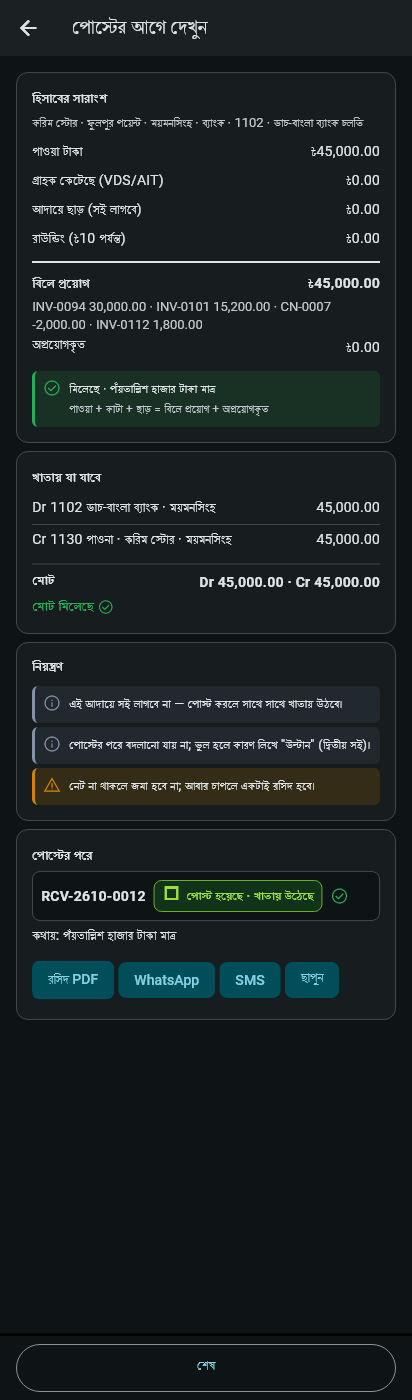 পোস্টের আগে দেখুন
হিসাবের সারাংশ
করিম স্টোর · ফুলপুর পয়েন্ট · ময়মনসিংহ · ব্যাংক · 1102 · ডাচ-বাংলা ব্যাংক চলতি
পাওয়া টাকা ৳45,000.00
গ্রাহক কেটেছে (VDS/AIT) ৳0.00
আদায়ে ছাড় (সই লাগবে) ৳0.00
রাউন্ডিং (৳10 পর্যন্ত) ৳0.00
বিলে প্রয়োগ ৳45,000.00
INV-0094 30,000.00 · INV-0101 15,200.00 · CN-0007
-2,000.00 · INV-0112 1,800.00
অপ্রয়োগকৃত ৳0.00
মিলেছে · পঁয়তাল্লিশ হাজার টাকা মাত্র
পাওয়া + কাটা + ছাড় = বিলে প্রয়োগ + অপ্রয়োগকৃত
খাতায় যা যাবে
Dr 1102 ডাচ-বাংলা ব্যাংক · ময়মনসিংহ 45,000.00
Cr 1130 পাওনা · করিম স্টোর · ময়মনসিংহ 45,000.00
মোট Dr 45,000.00 · Cr 45,000.00
মোট মিলেছে
নিয়ন্ত্রণ
এই আদায়ে সই লাগবে না — পোস্ট করলে সাথে সাথে খাতায় উঠবে।
পোস্টের পরে বদলানো যায় না; ভুল হলে কারণ লিখে "উল্টান" (দ্বিতীয় সই)।
নেট না থাকলে জমা হবে না; আবার চাপলে একটাই রসিদ হবে।
পোস্টের পরে
RCV-2610-0012 পোস্ট হয়েছে · খাতায় উঠেছে
কথায়: পঁয়তাল্লিশ হাজার টাকা মাত্র
রসিদ PDF WhatsApp SMS ছাপুন
শেষ